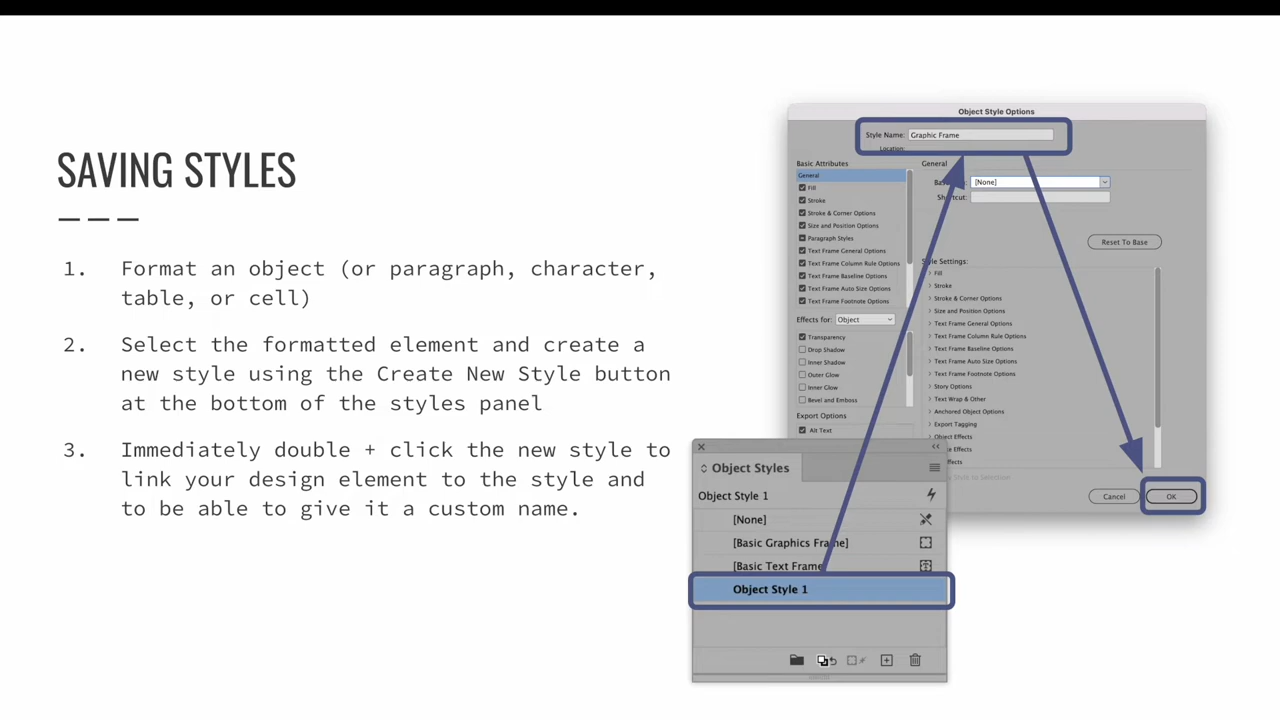 SAVING STYLES
1. Format an object (or paragraph, character,
table, or cell)
2. Select the formatted element and create a
new style using the Create New Style button
at the bottom of the styles panel
3. Immediately double + click the new style to
link your design element to the style and
to be able to give it a custom name.
Object Style Options
Style Name: Graphic Frame
Location:
Basic Attributes
General
Fill
Stroke
Stroke & Corner Options
Size and Position Options
Paragraph Styles
Text Frame General Options
Text Frame Column Rule Options
Text Frame Baseline Options
Text Frame Auto Size Options
Text Frame Footnote Options
Effects for: Object
Transparency
Drop Shadow
Inner Shadow
Outer Glow
Inner Glow
Bevel and Emboss
Export Options
Alt Text
General
[None]
Shortcut:
Reset To Base
Style Settings:
Fill
Stroke
Stroke & Corner Options
Size and Position Options
Text Frame General Options
Text Frame Column Rule Options
Text Frame Baseline Options
Text Frame Auto Size Options
Text Frame Footnote Options
Story Options
Text Wrap & Other
Anchored Object Options
Export Tagging
Object Effects
Effects
Cancel
OK
Object Styles
Object Style 1
[None]
[Basic Graphics Frame]
[Basic Text Frame
Object Style 1